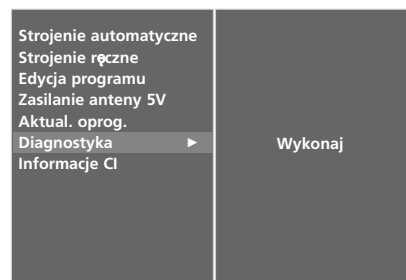 Strojenie automatyczne
Strojenie ręczne
Edycja programu
Zasilanie anteny 5V
Aktual. oprog.
Diagnostyka ►
Wykonaj
Informacje CI